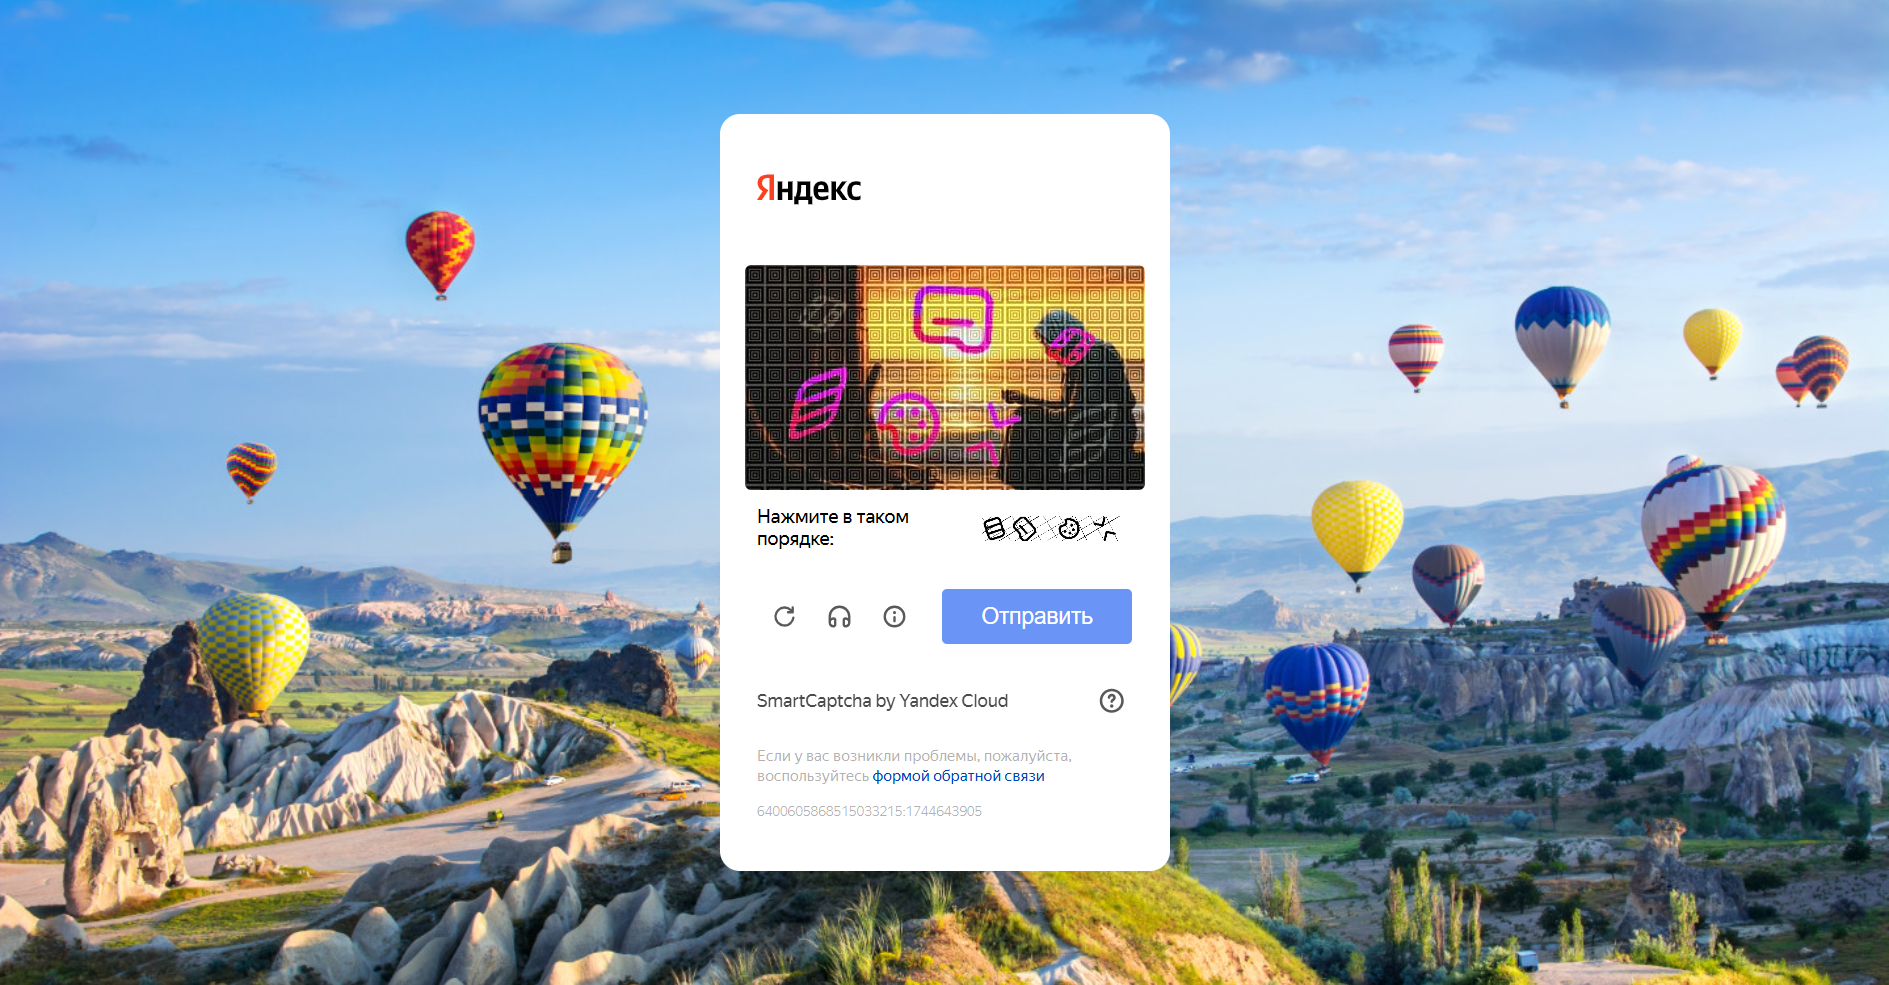 Яндекс
Нажмите в таком
порядке:
Отправить
SmartCaptcha by Yandex Cloud
Если у вас возникли проблемы, пожалуйста,
воспользуйтесь формой обратной связи
6400605868515033215:1744643905